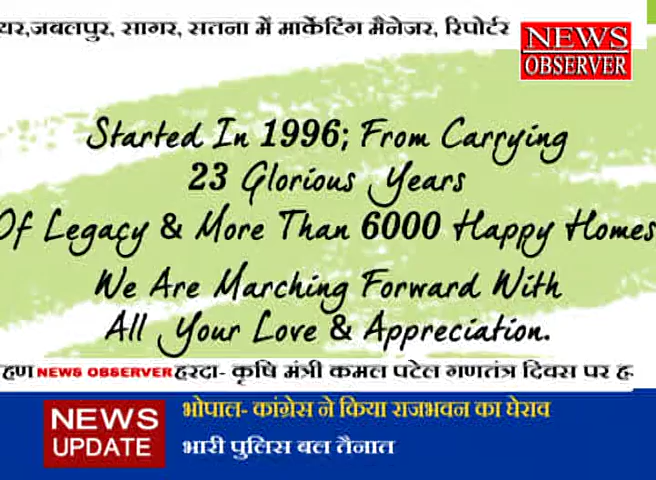 जबलपुर, सागर, सतना में मार्केटिंग मैनेजर, रिपोर्टर
NEWS
OBSERVER
Started In 1996; From Carrying
23 Glorious Years
Of Legacy & More Than 6000 Happy Homes
We Are Marching Forward With
All Your Love & Appreciation.
NEWS OBSERVER हरदा- कृषि मंत्री कमल पटेल गणतंत्र दिवस पर
NEWS
UPDATE
भोपाल- कांग्रेस ने किया राजभवन का घेराव
भारी पुलिस बल तैनात